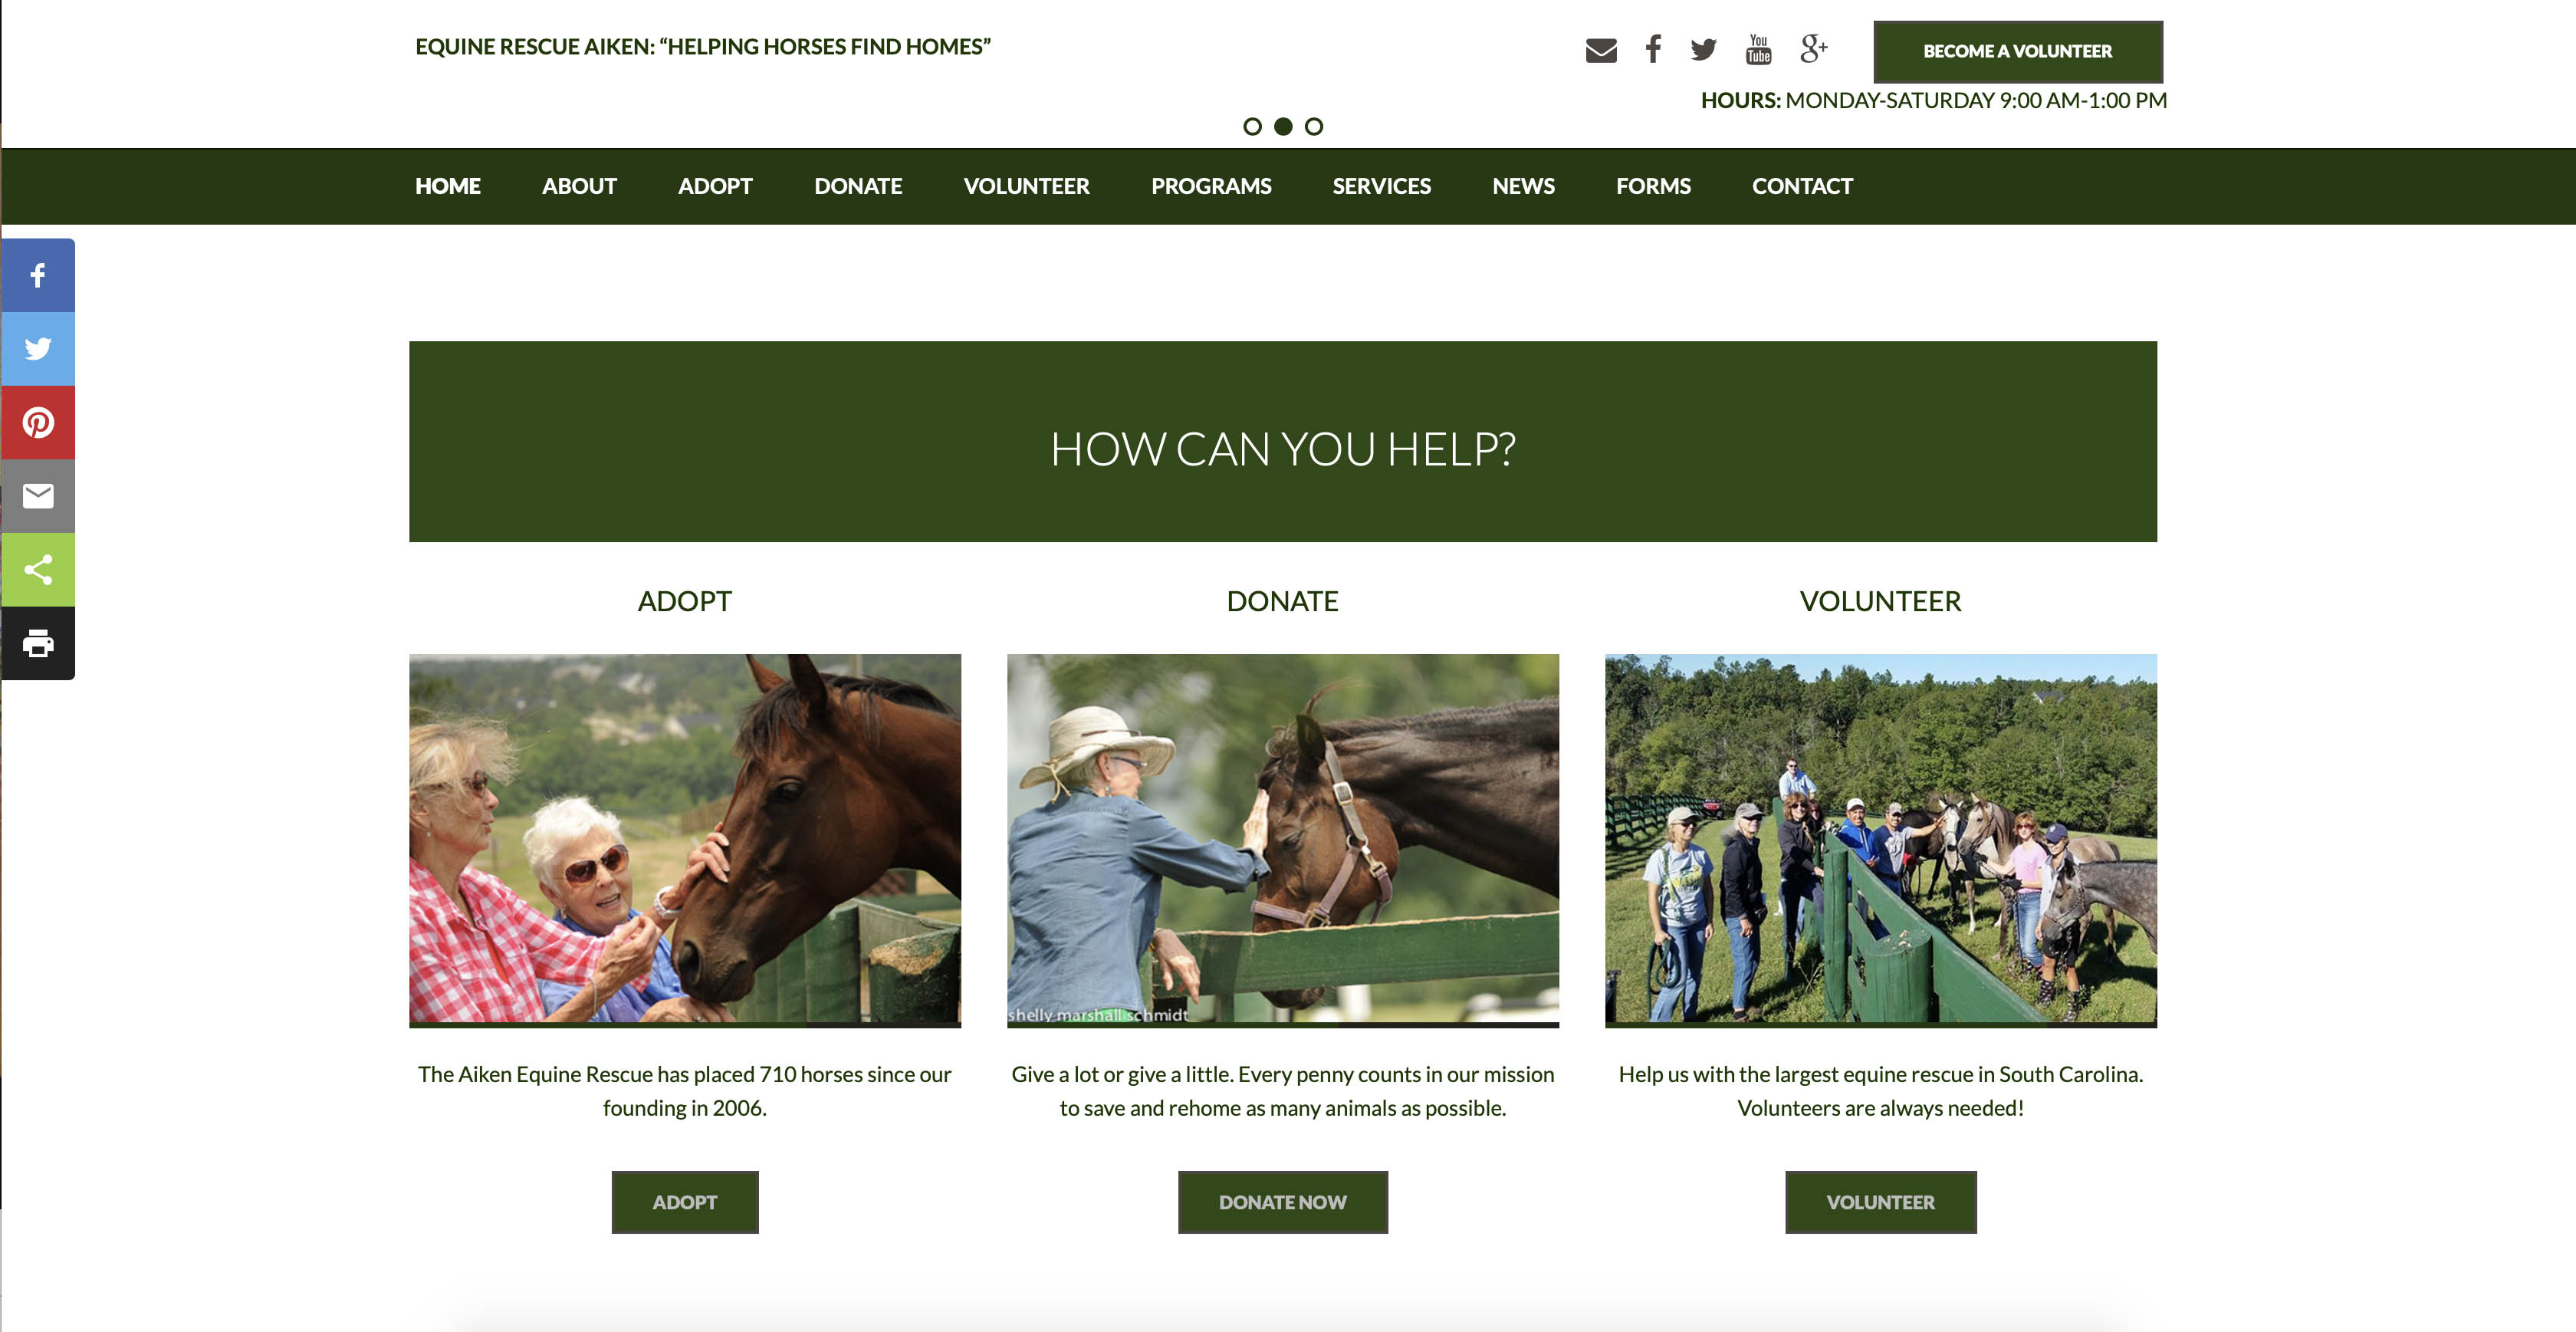 EQUINE RESCUE AIKEN: “HELPING HORSES FIND HOMES”
You
Tube
g+
BECOME A VOLUNTEER
HOURS: MONDAY-SATURDAY 9:00 AM-1:00 PM
HOME ABOUT ADOPT DONATE VOLUNTEER PROGRAMS SERVICES NEWS FORMS CONTACT
HOW CAN YOU HELP?
ADOPT
DONATE
VOLUNTEER
shelly marshall schmidt
The Aiken Equine Rescue has placed 710 horses since our
founding in 2006.
Give a lot or give a little. Every penny counts in our mission
to save and rehome as many animals as possible.
Help us with the largest equine rescue in South Carolina.
Volunteers are always needed!
ADOPT
DONATE NOW
VOLUNTEER